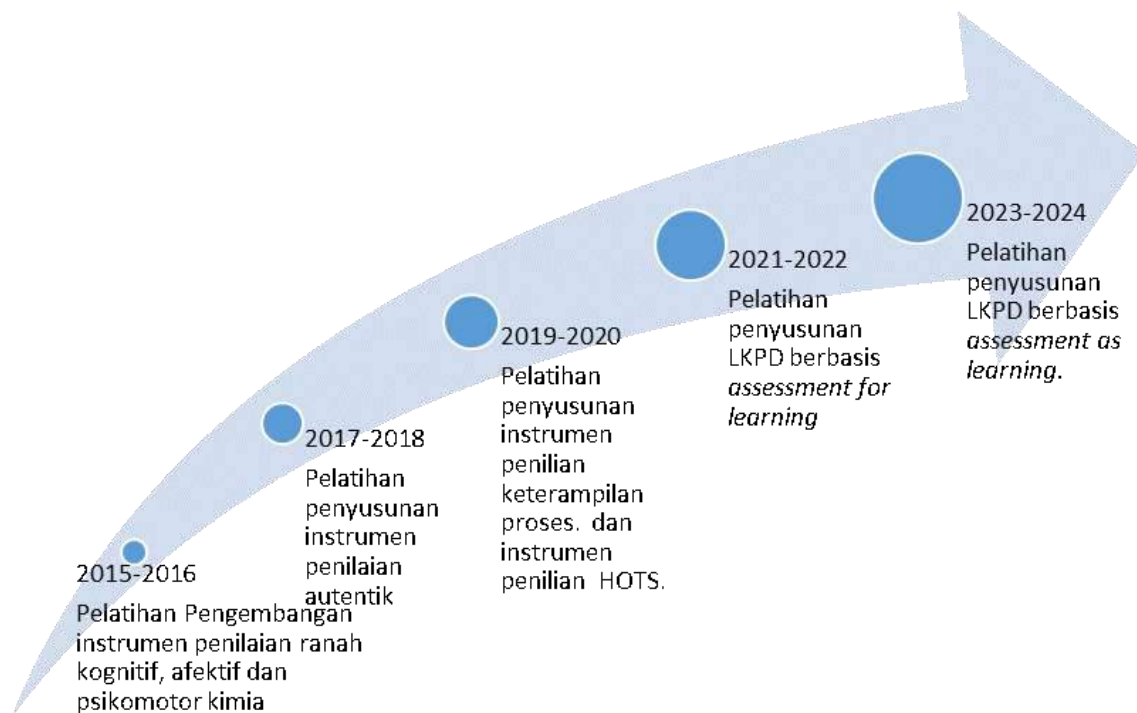 2015-2016
Pelatihan Pengembangan
instrumen penilaian ranah
kognitif, afektif dan
psikomotor kimia
2017-2018
Pelatihan
penyusunan
instrumen
penilaian
autentik
2019-2020
Pelatihan
penyusunan
instrumen
penilian
keterampilan
proses. dan
instrumen
penilian HOTS.
2021-2022
Pelatihan
penyusunan
LKPD berbasis
assessment for
learning
2023-2024
Pelatihan
penyusunan
LKPD berbasis
assessment as
learning.